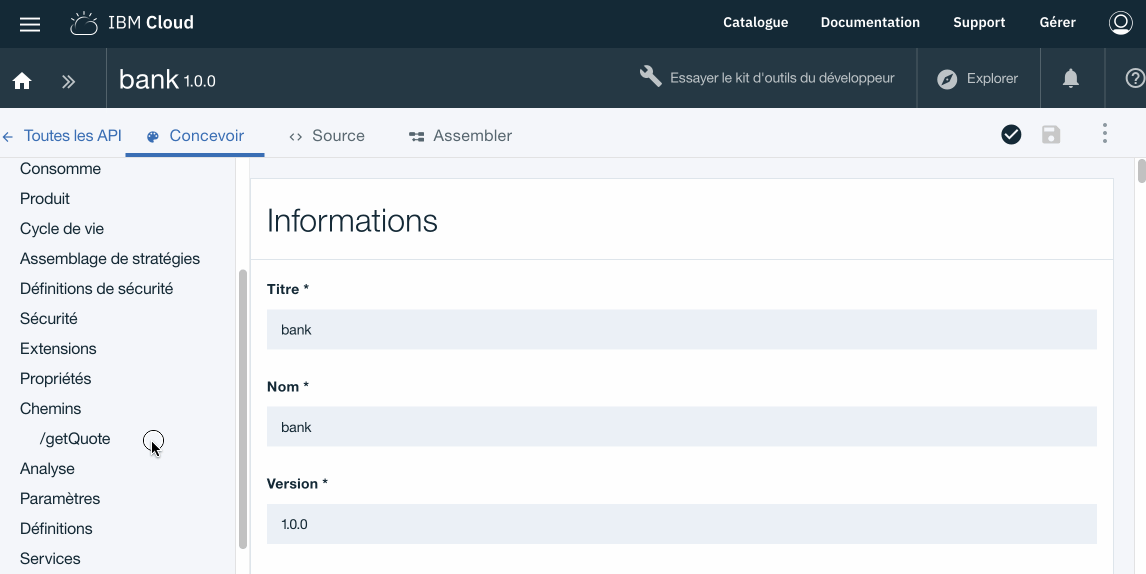 IBM Cloud
Catalogue
Documentation
Support
Gérer
bank 1.0.0
Essayer le kit d'outils du développeur
Explorer
Toutes les API
Concevoir
<> Source
Assembler
Consomme
Produit
Cycle de vie
Assemblage de stratégies
Définitions de sécurité
Sécurité
Extensions
Propriétés
Chemins
/getQuote
Analyse
Paramètres
Définitions
Services
Informations
Titre *
bank
Nom *
bank
Version *
1.0.0